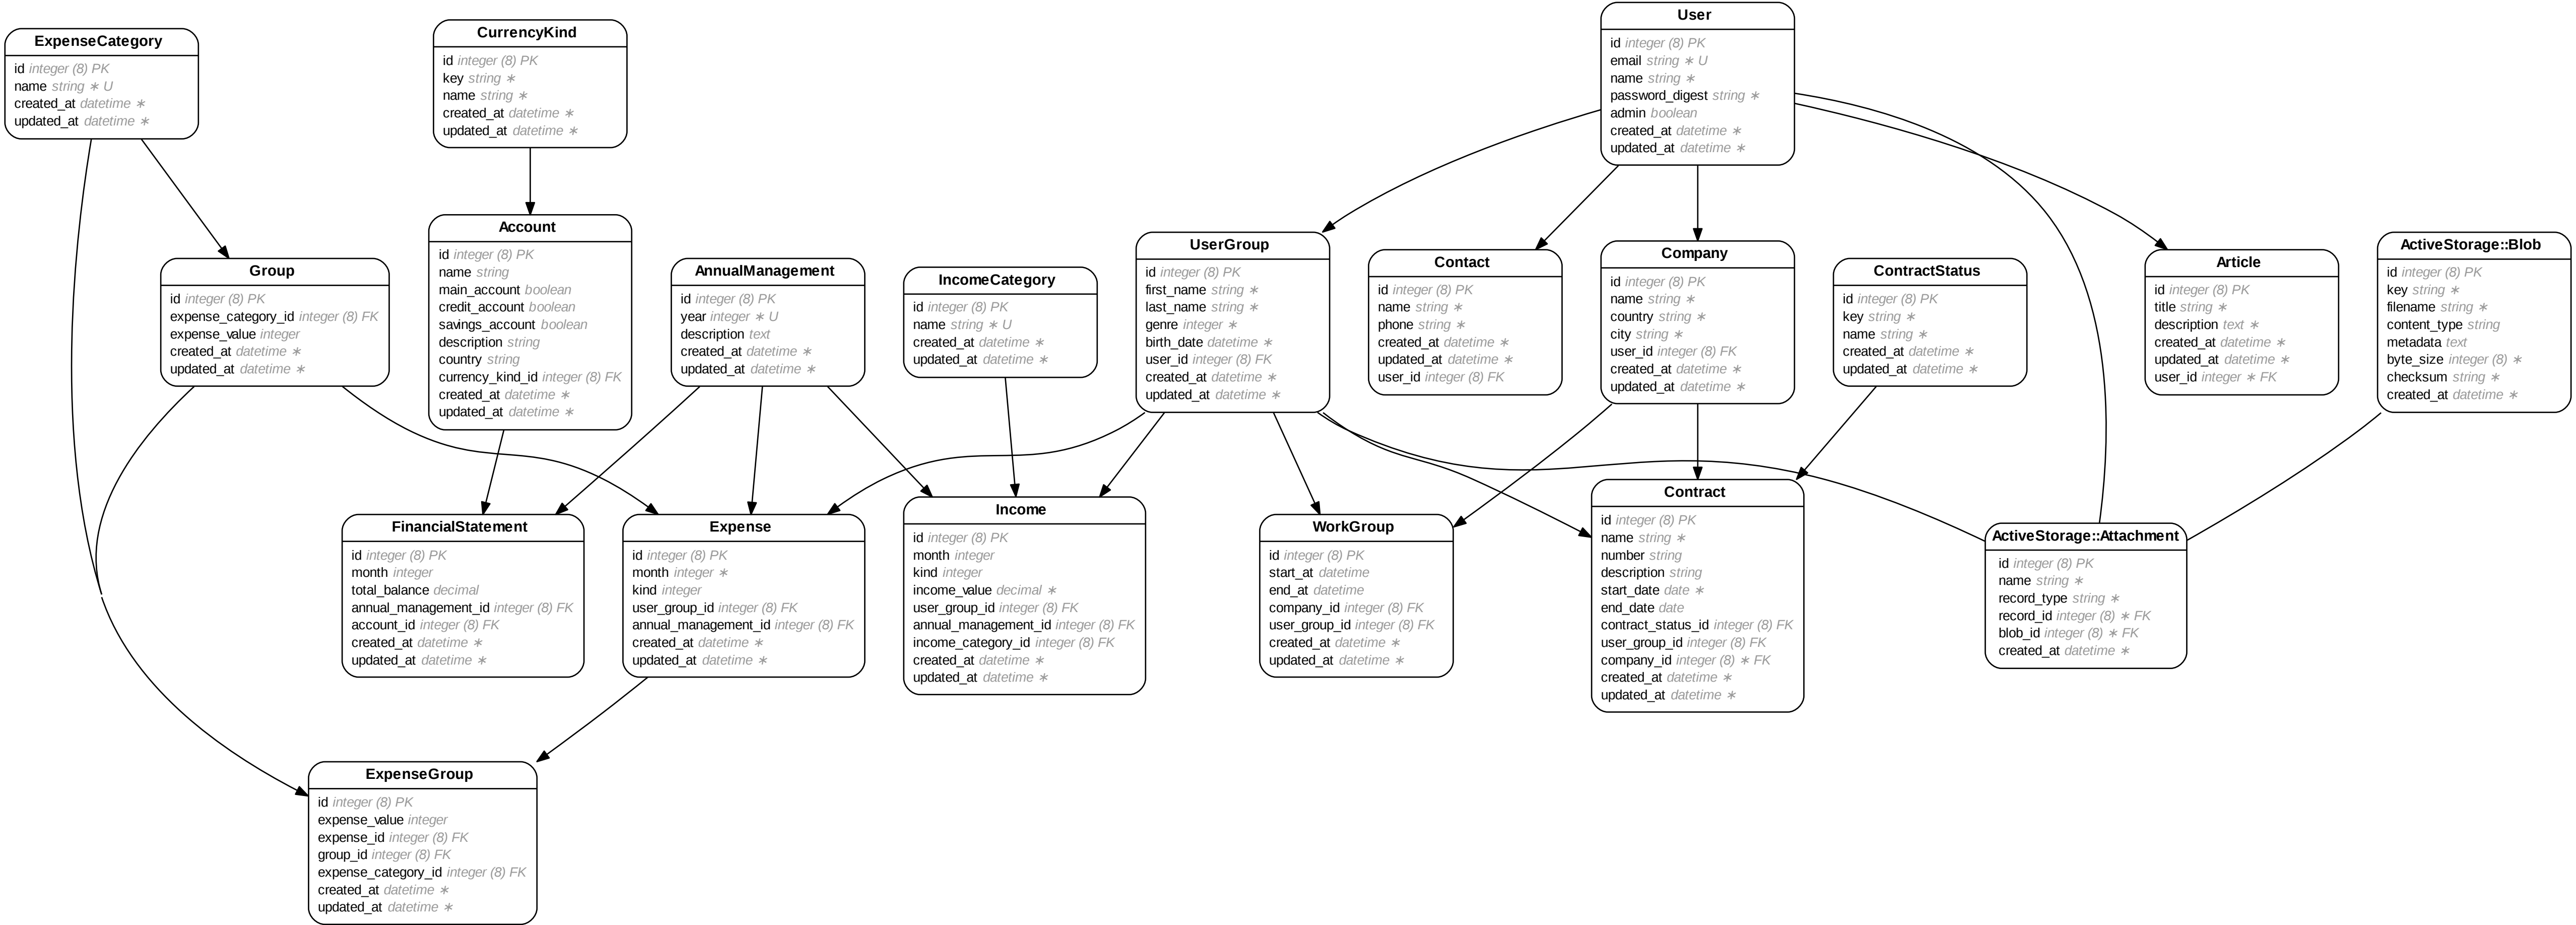 ExpenseCategory
id integer (8) PK
name string ∗ U
created_at datetime ∗
updated_at datetime ∗
CurrencyKind
id integer (8) PK
key string ∗
name string ∗
created_at datetime ∗
updated_at datetime ∗
User
id integer (8) PK
email string ∗ U
name string ∗
password_digest string ∗
admin boolean
created_at datetime ∗
updated_at datetime ∗
Group
id integer (8) PK
expense_category_id integer (8) FK
expense_value integer
created_at datetime ∗
updated_at datetime ∗
Account
id integer (8) PK
name string
main_account boolean
credit_account boolean
savings_account boolean
description string
country string
currency_kind_id integer (8) FK
created_at datetime ∗
updated_at datetime ∗
AnnualManagement
id integer (8) PK
year integer ∗ U
description text
created_at datetime ∗
updated_at datetime ∗
IncomeCategory
id integer (8) PK
name string ∗ U
created_at datetime ∗
updated_at datetime ∗
UserGroup
id integer (8) PK
first_name string ∗
last_name string ∗
genre integer ∗
birth_date datetime ∗
user_id integer (8) FK
created_at datetime ∗
updated_at datetime ∗
Contact
id integer (8) PK
name string ∗
phone string ∗
created_at datetime ∗
updated_at datetime ∗
user_id integer (8) FK
Company
id integer (8) PK
name string ∗
country string ∗
city string ∗
user_id integer (8) FK
created_at datetime ∗
updated_at datetime ∗
ContractStatus
id integer (8) PK
key string ∗
name string ∗
created_at datetime ∗
updated_at datetime ∗
Article
id integer (8) PK
title string ∗
description text ∗
created_at datetime ∗
updated_at datetime ∗
user_id integer ∗ FK
ActiveStorage::Blob
id integer (8) PK
key string ∗
filename string ∗
content_type string
metadata text
byte_size integer (8) ∗
checksum string ∗
created_at datetime ∗
FinancialStatement
id integer (8) PK
month integer
total_balance decimal
annual_management_id integer (8) FK
account_id integer (8) FK
created_at datetime ∗
updated_at datetime ∗
Expense
id integer (8) PK
month integer ∗
kind integer
user_group_id integer (8) FK
annual_management_id integer (8) FK
created_at datetime ∗
updated_at datetime ∗
Income
id integer (8) PK
month integer
kind integer
income_value decimal ∗
user_group_id integer (8) FK
annual_management_id integer (8) FK
income_category_id integer (8) FK
created_at datetime ∗
updated_at datetime ∗
WorkGroup
id integer (8) PK
start_at datetime
end_at datetime
company_id integer (8) FK
user_group_id integer (8) FK
created_at datetime ∗
updated_at datetime ∗
Contract
id integer (8) PK
name string ∗
number string
description string
start_date date ∗
end_date date
contract_status_id integer (8) FK
user_group_id integer (8) FK
company_id integer (8) ∗ FK
created_at datetime ∗
updated_at datetime ∗
ActiveStorage::Attachment
id integer (8) PK
name string ∗
record_type string ∗
record_id integer (8) ∗ FK
blob_id integer (8) ∗ FK
created_at datetime ∗
ExpenseGroup
id integer (8) PK
expense_value integer
expense_id integer (8) FK
group_id integer (8) FK
expense_category_id integer (8) FK
created_at datetime ∗
updated_at datetime ∗